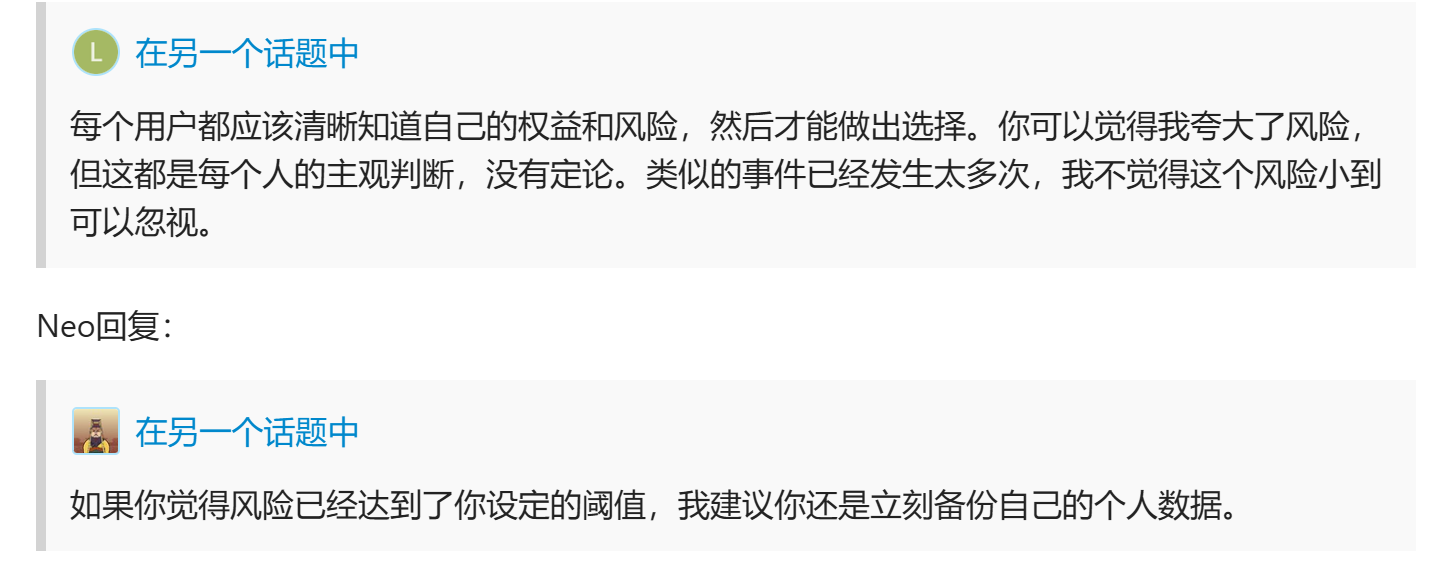 L 在另一个话题中
每个用户都应该清晰知道自己的权益和风险，然后才能做出选择。你可以觉得我夸大了风险，
但这都是每个人的主观判断，没有定论。类似的事件已经发生太多次，我不觉得这个风险小到
可以忽视。
Neo回复：
在另一个话题中
如果你觉得风险已经达到了你设定的阈值，我建议你还是立刻备份自己的个人数据。